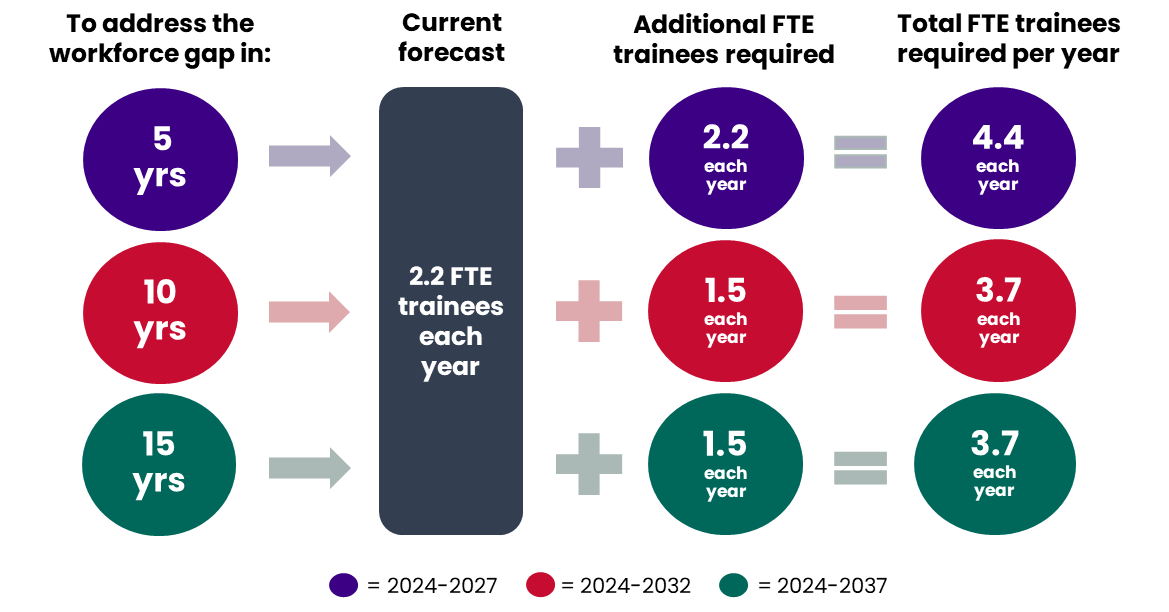 To address the
workforce gap in:
Current
forecast
Additional FTE
trainees required
Total FTE trainees
required per year
5
yrs
2.2 FTE
trainees
each
year
2.2
each
year
4.4
each
year
10
yrs
1.5
each
year
3.7
each
year
15
yrs
1.5
each
year
3.7
each
year
= 2024-2027
= 2024-2032
= 2024-2037